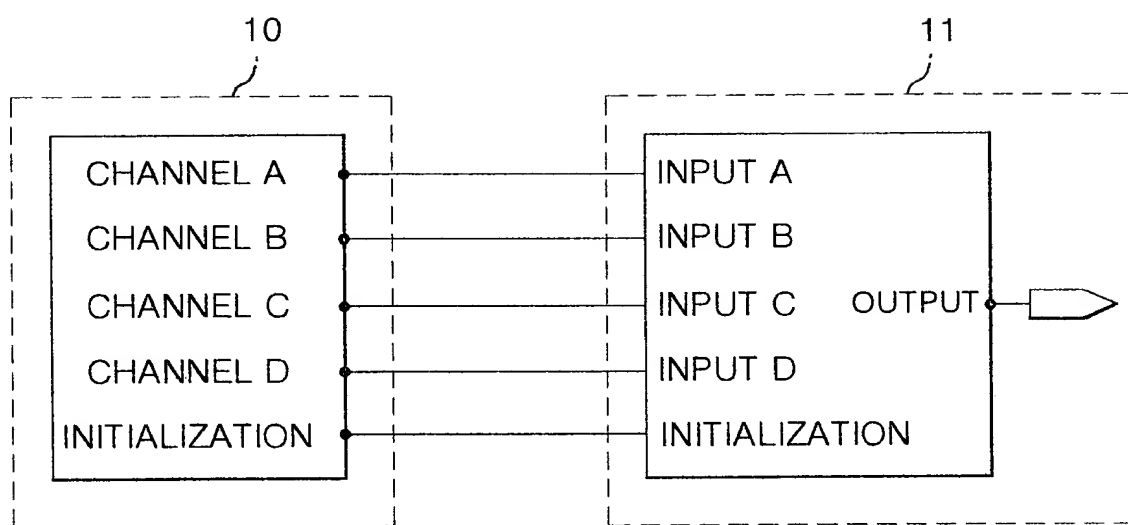 10
11
CHANNEL A
CHANNEL B
CHANNEL C
CHANNEL D
INITIALIZATION
INPUT A
INPUT B
INPUT C
INPUT D
INITIALIZATION
OUTPUT